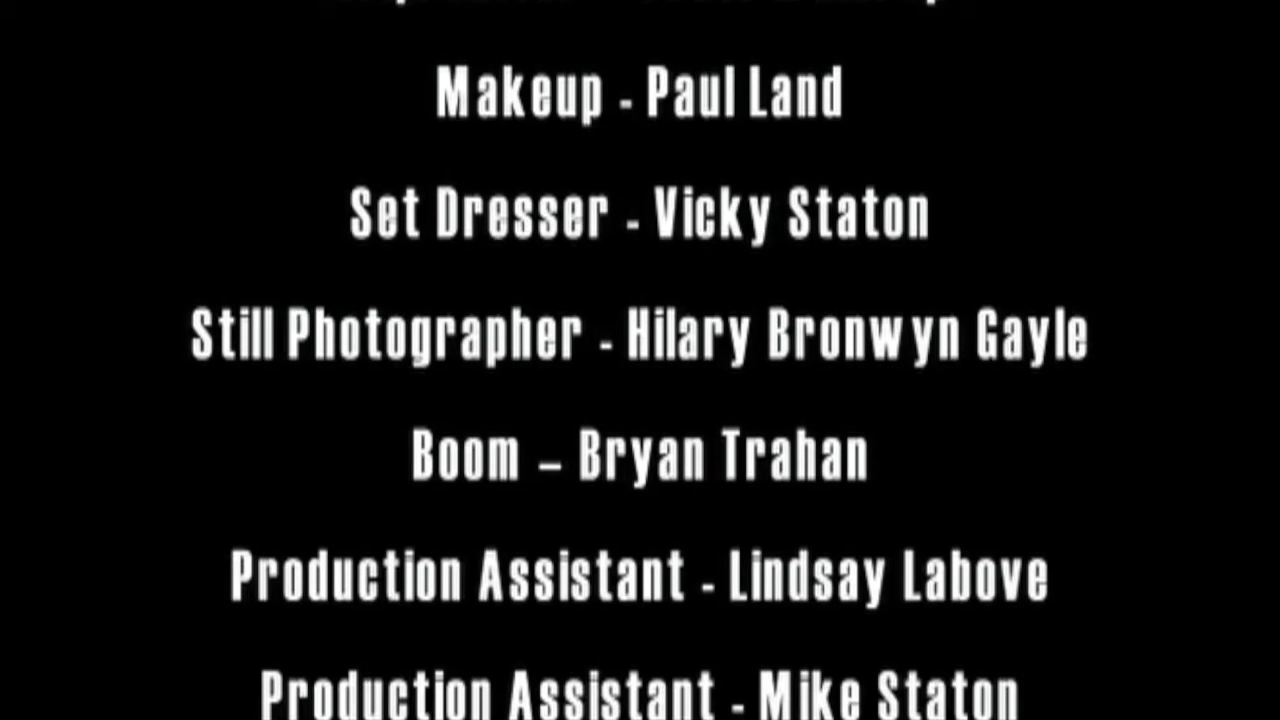 Makeup - Paul Land
Set Dresser - Vicky Staton
Still Photographer - Hilary Bronwyn Gayle
Boom – Bryan Trahan
Production Assistant - Lindsay Labove
Production Assistant - Mike Staton